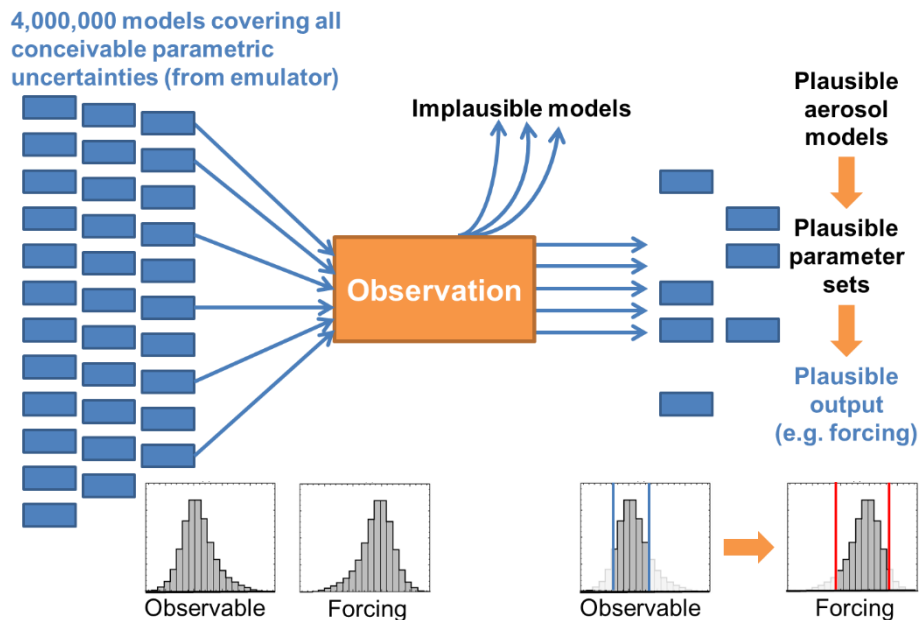 4,000,000 models covering all
conceivable parametric
uncertainties (from emulator)
Implausible models
Observation
Plausible
aerosol
models
Plausible
parameter
sets
Plausible
output
(e.g. forcing)
Observable
Forcing
Observable
Forcing